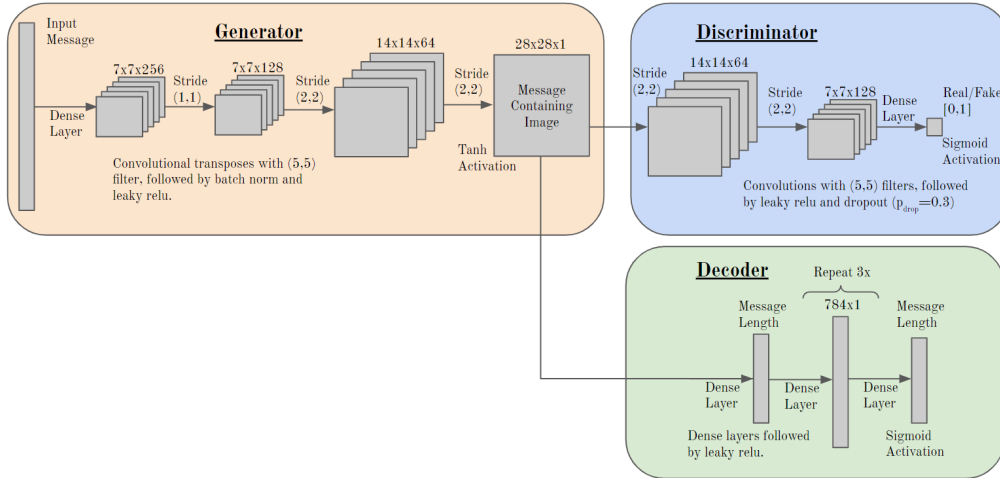 Generator
Input
Message
7x7x256
Stride
(1,1)
7x7x128
Stride
(2,2)
14x14x64
Stride
(2,2)
28x28x1
Message
Containing
Image
Dense
Layer
Tanh
Activation
Convolutional transposes with (5,5)
filter, followed by batch norm and
leaky relu.
Discriminator
Stride
(2,2)
14x14x64
Stride
(2,2)
7x7x128
Dense
Layer
Real/Fake
[0,1]
Sigmoid
Activation
Convolutions with (5,5) filters, followed
by leaky relu and dropout (p_drop=0.3)
Decoder
Repeat 3x
Message
Length
784x1
Message
Length
Dense
Layer
Dense
Layer
Dense
Layer
Dense layers followed
by leaky relu.
Sigmoid
Activation